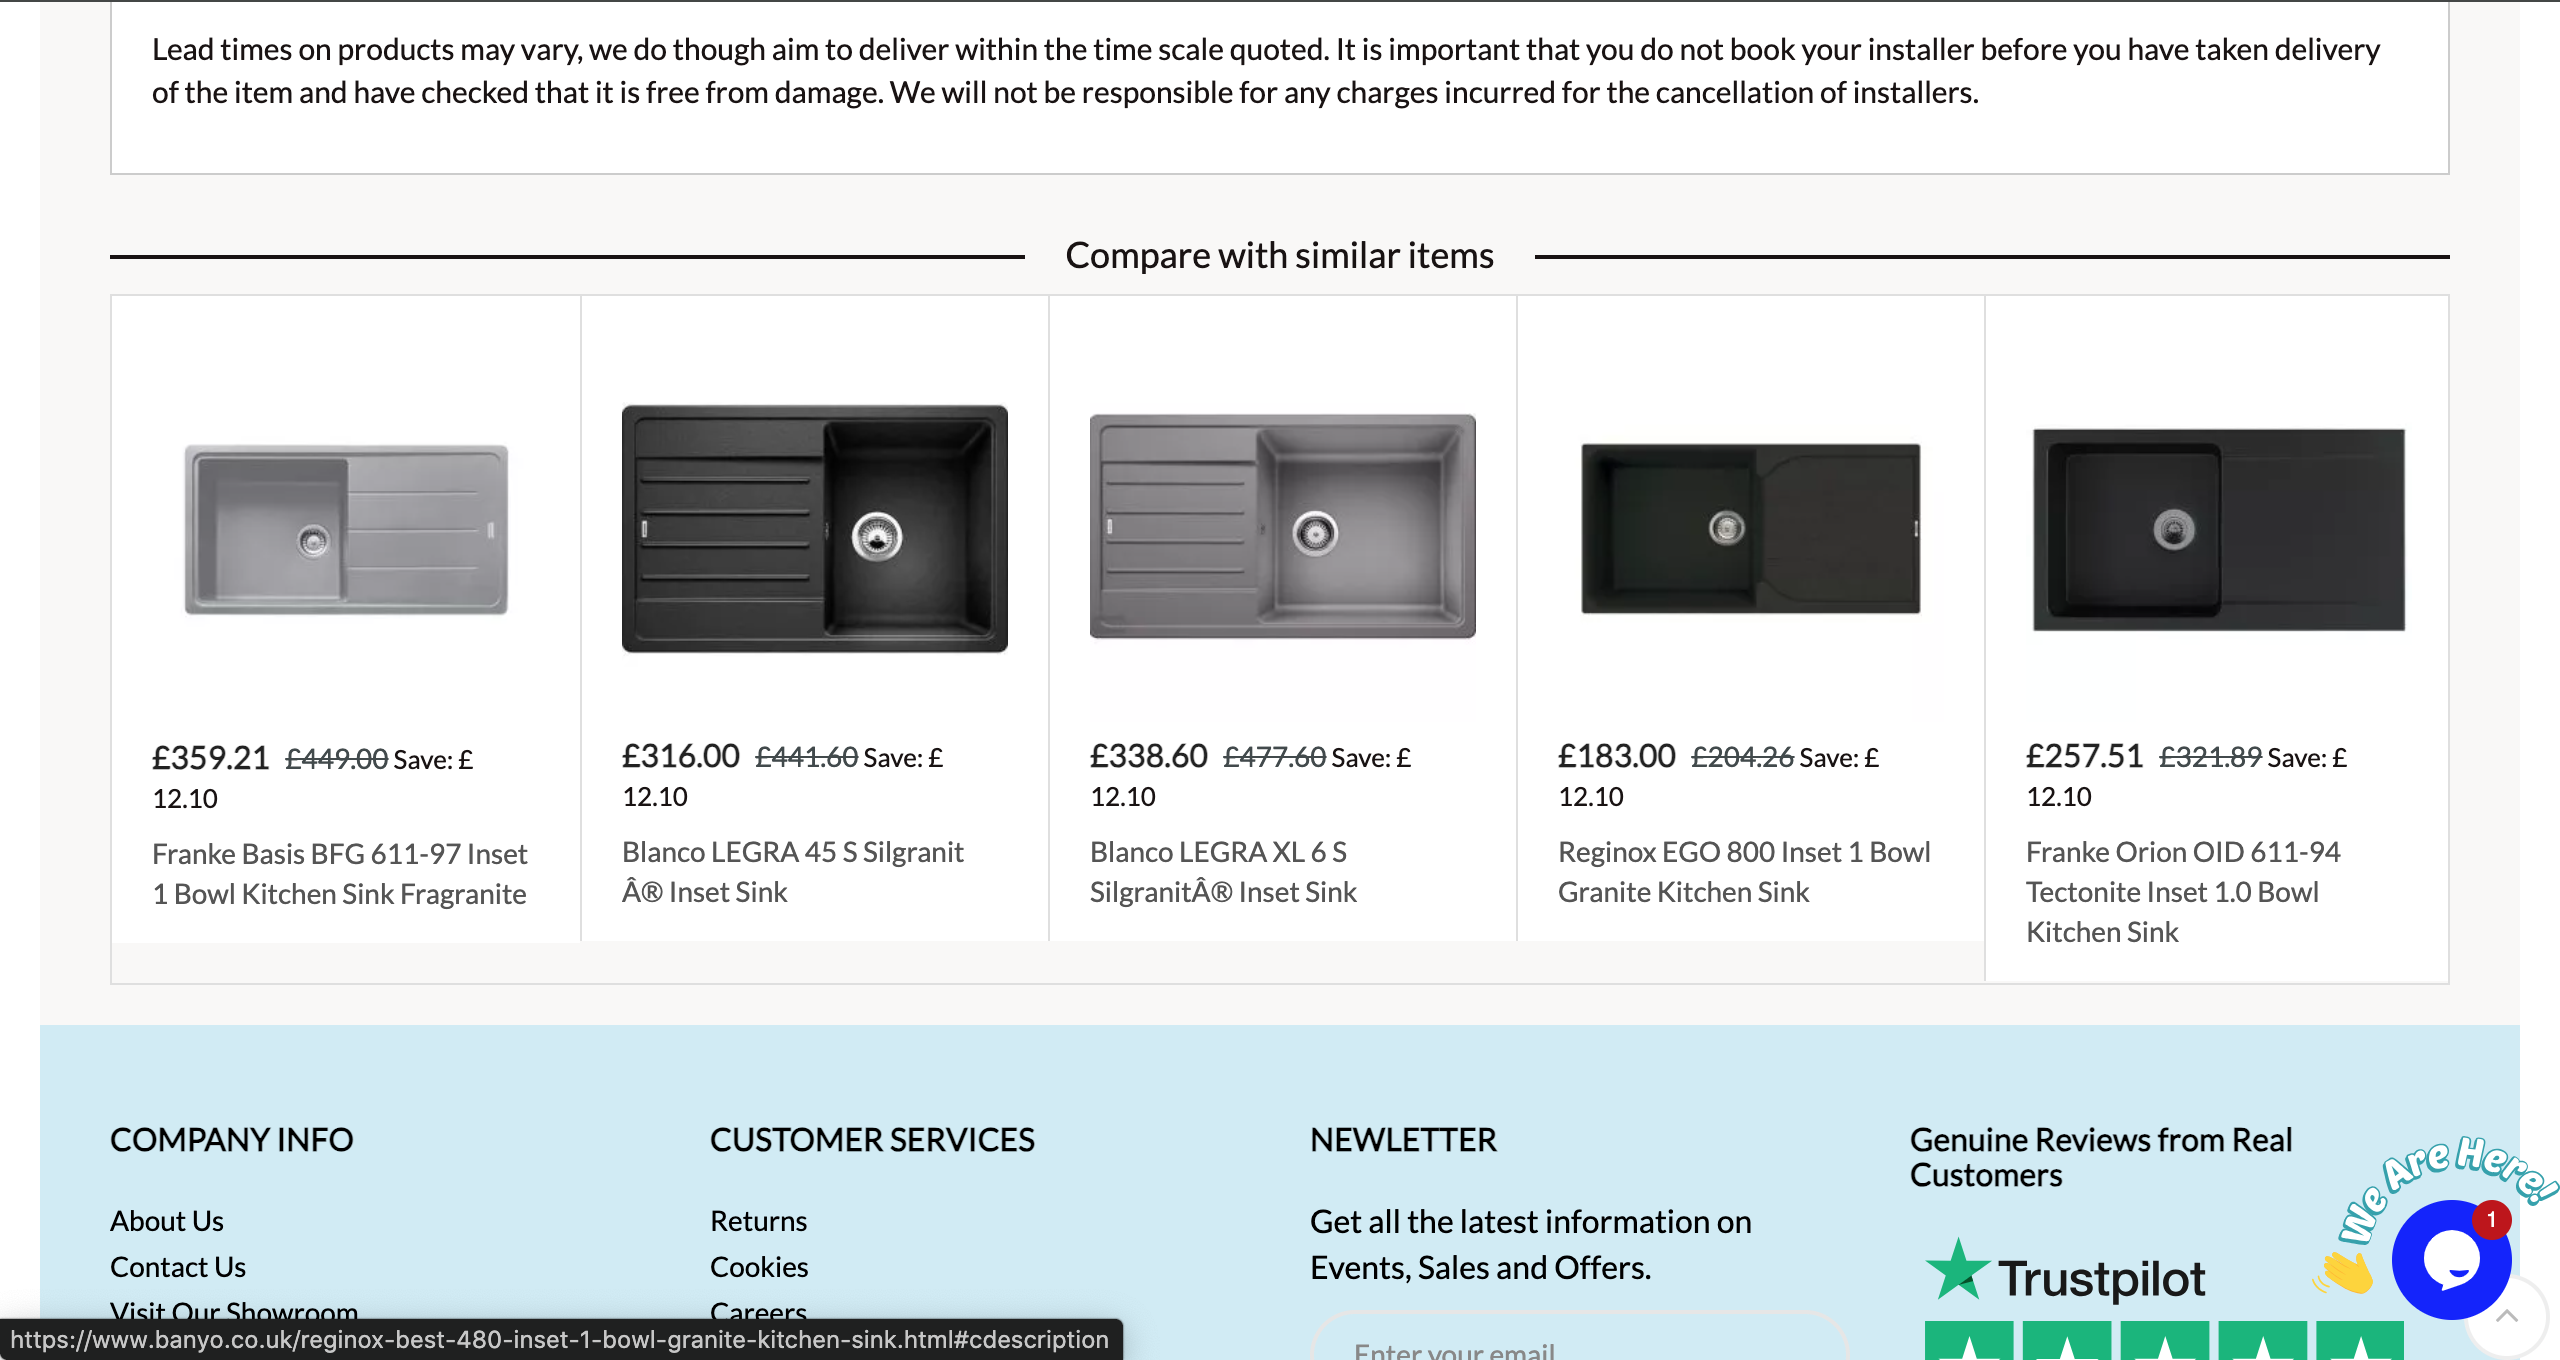 Lead times on products may vary, we do though aim to deliver within the time scale quoted. It is important that you do not book your installer before you have taken delivery
of the item and have checked that it is free from damage. We will not be responsible for any charges incurred for the cancellation of installers.
Compare with similar items
£359.21 £449.00 Save: £
12.10
Franke Basis BFG 611-97 Inset
1 Bowl Kitchen Sink Fragranite
£316.00 £441.60 Save: £
12.10
Blanco LEGRA 45 S Silgranit
Â® Inset Sink
£338.60 £477.60 Save: £
12.10
Blanco LEGRA XL 6 S
SilgranitÂ® Inset Sink
£183.00 £204.26 Save: £
12.10
Reginox EGO 800 Inset 1 Bowl
Granite Kitchen Sink
£257.51 £321.89 Save: £
12.10
Franke Orion OID 611-94
Tectonite Inset 1.0 Bowl
Kitchen Sink
COMPANY INFO
About Us
Contact Us
Visit Our Showroom
CUSTOMER SERVICES
Returns
Cookies
Careers
NEWLETTER
Get all the latest information on
Events, Sales and Offers.
Enter your email
Genuine Reviews from Real
Customers
Trustpilot
We Are Here!
1
https://www.banyo.co.uk/reginox-best-480-inset-1-bowl-granite-kitchen-sink.html#cdescription